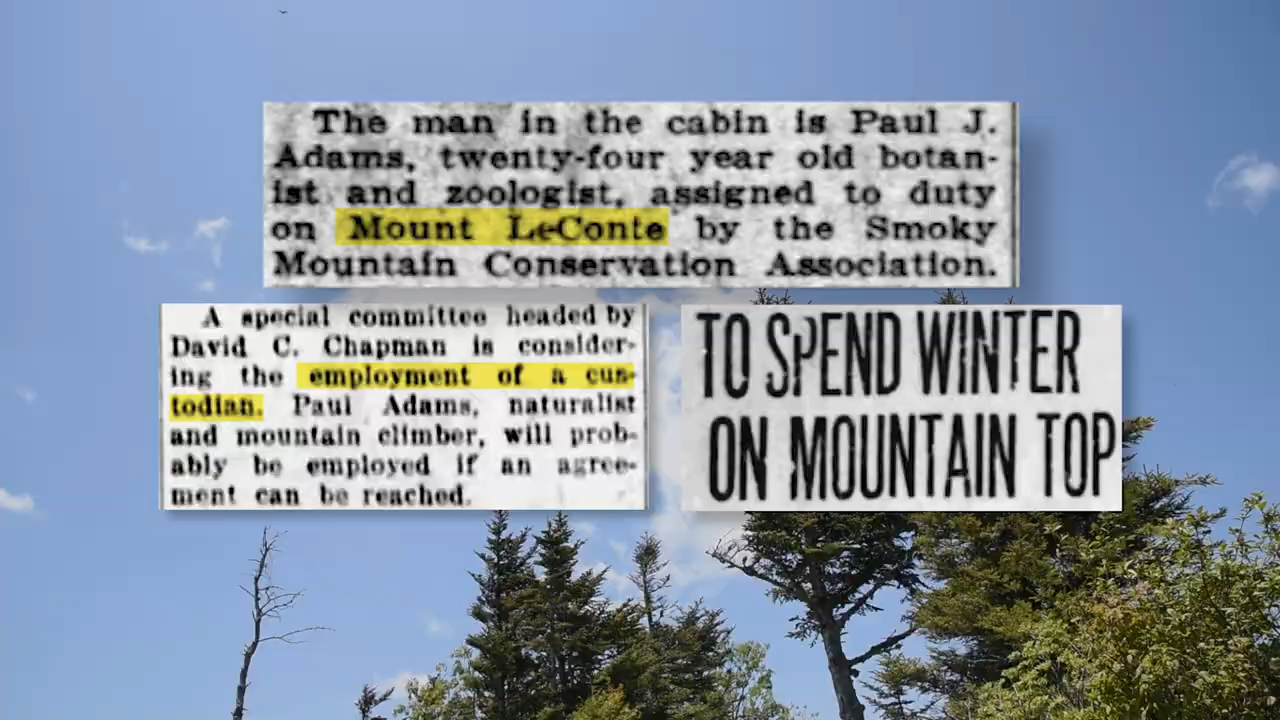 The man in the cabin is Paul J.
Adams, twenty-four year old botan-
ist and zoologist, assigned to duty
on Mount LeConte by the Smoky
Mountain Conservation Association.
A special committee headed by
David C. Chapman is consider-
ing the employment of a cus-
todian. Paul Adams, naturalist
and mountain climber, will prob-
ably be employed if an agree-
ment can be reached.
TO SPEND WINTER
ON MOUNTAIN TOP